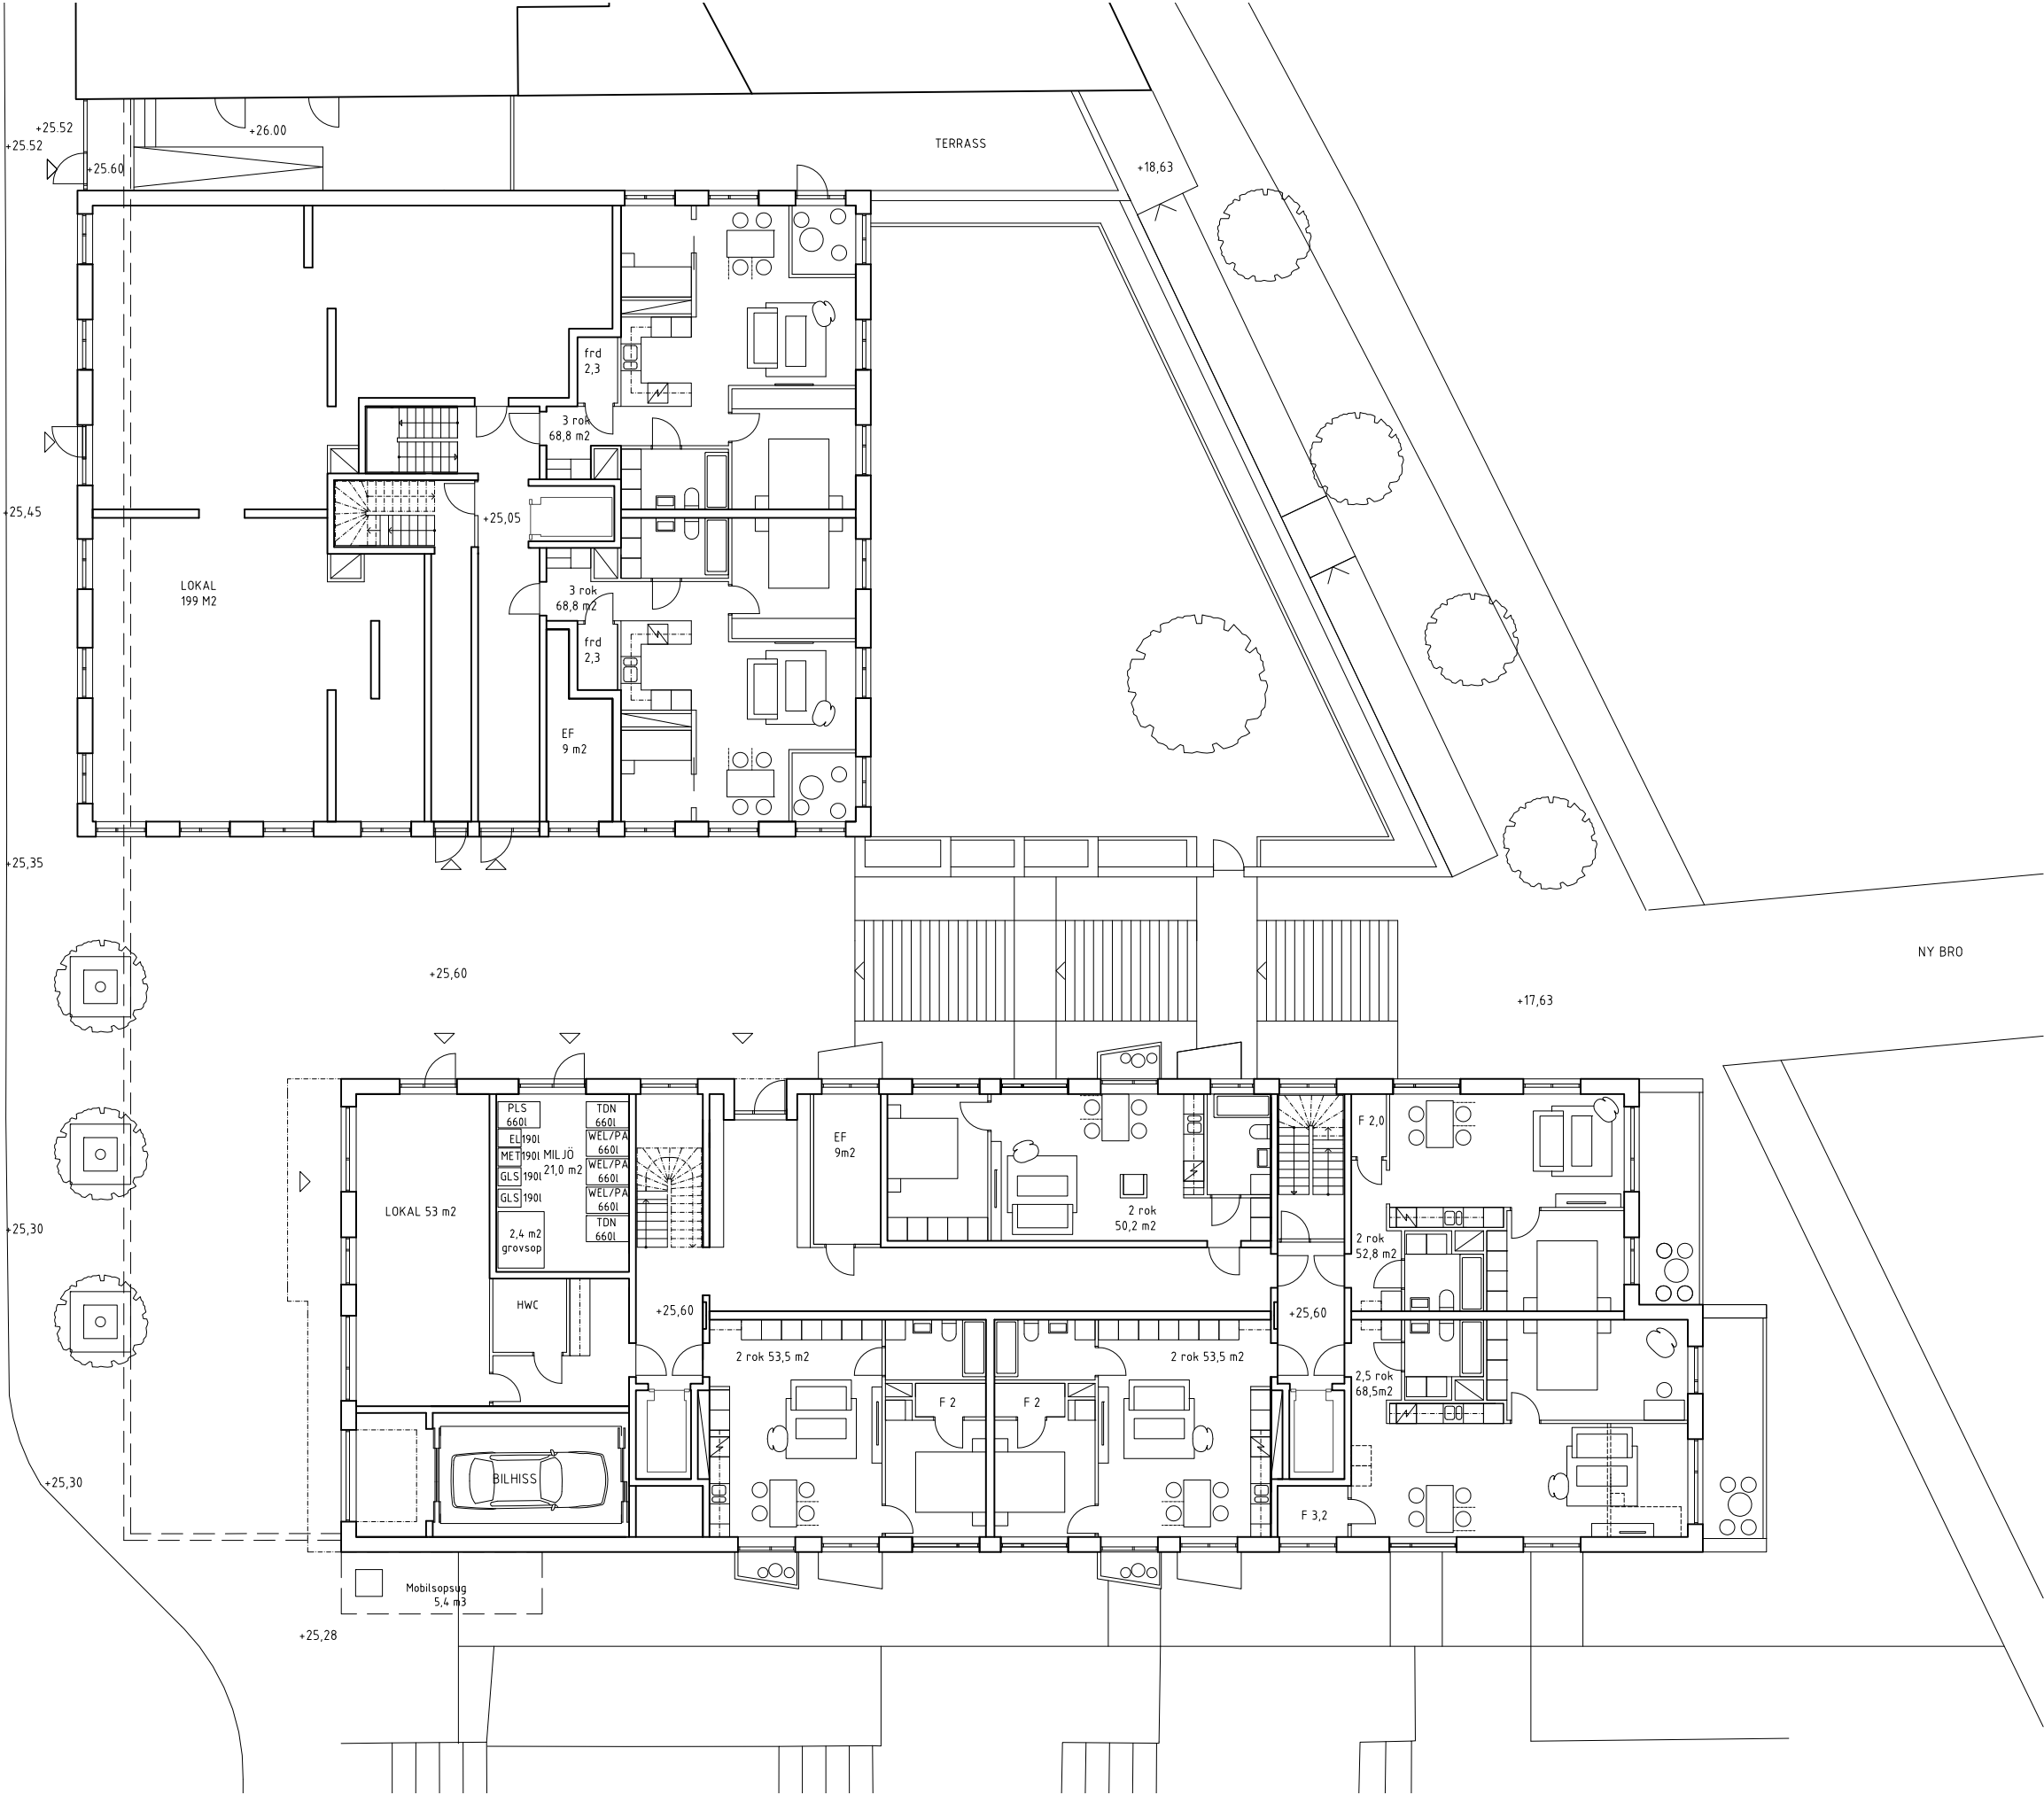 +25.52
+25.52
+26.00
+25.60
TERRASS
+18,63
frd
2,3
3 rok
68,8 m2
+25,45
+25,05
LOKAL
199 M2
3 rok
68,8 m2
frd
2,3
EF
9 m2
+25,35
+25,60
NY BRO
+17,63
PLS
660l
TDN
660l
EL190l
WEL/PA
660l
MET190l
MILJÖ
21,0 m2
GLS 190l
WEL/PA
660l
GLS 190l
WEL/PA
660l
2,4 m2
grovsop
TDN
660l
LOKAL 53 m2
EF
9m2
2 rok
50,2 m2
F 2,0
2 rok
52,8 m2
+25,30
HWC
+25,60
+25,60
2 rok 53,5 m2
2 rok 53,5 m2
2,5 rok
68,5m2
F 2
F 2
BILHISS
+25,30
F 3,2
Mobilsopsug
5,4 m3
+25,28